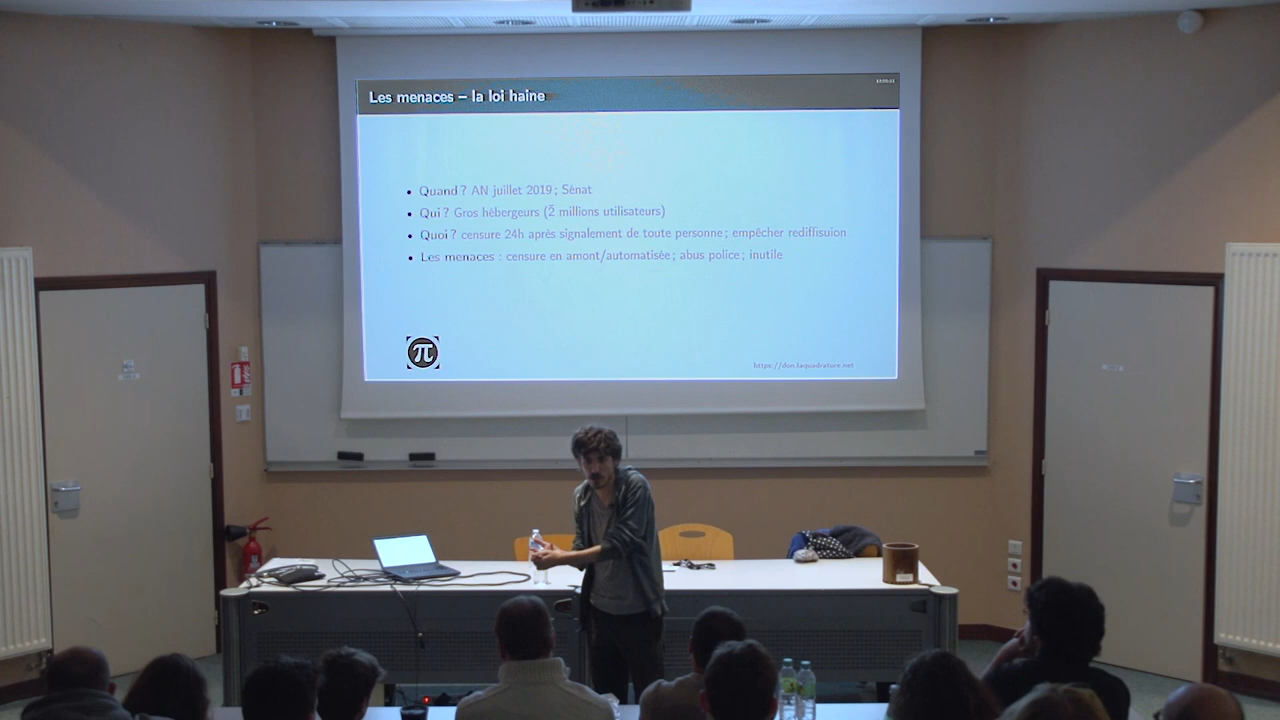 Les menaces – la loi haine
• Quand ? AN juillet 2019 ; Sénat
• Qui ? Gros hébergeurs (2 millions utilisateurs)
• Quoi ? censure 24h après signalement de toute personne ; empêcher rediffisuion
• Les menaces : censure en amont/automatisée ; abus police ; inutile
π
https://don.laquadrature.net